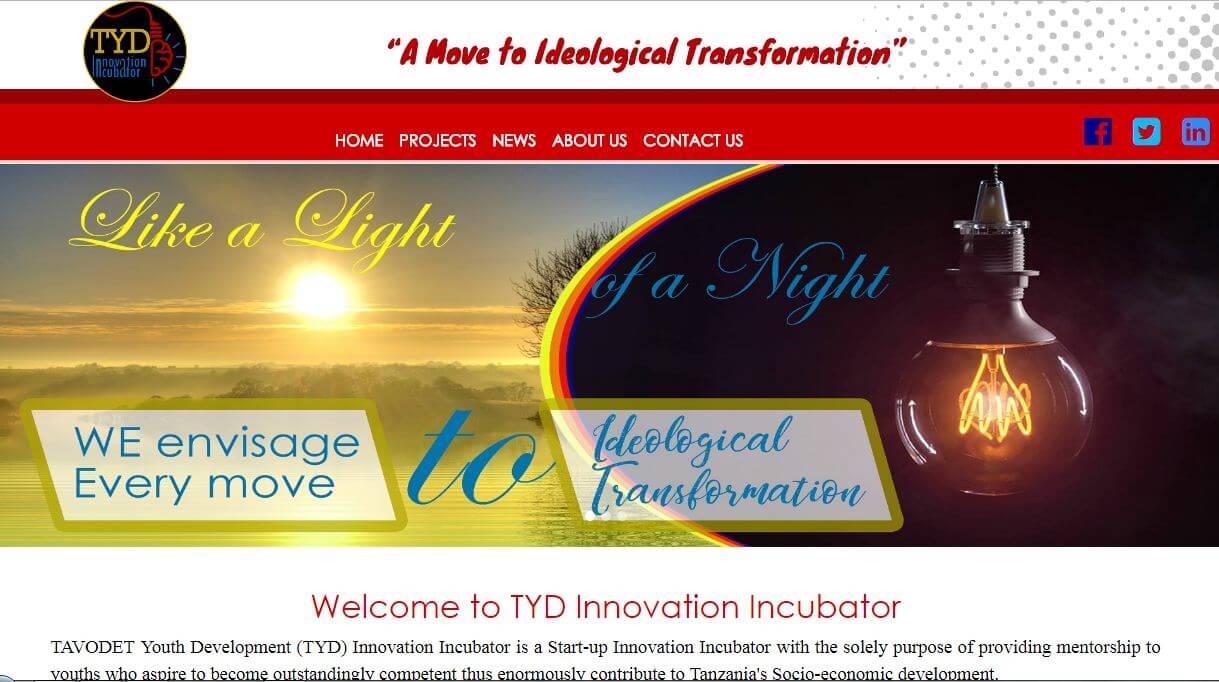 TYD
Innovation
Incubator
“A Move to Ideological Transformation”
HOME PROJECTS NEWS ABOUT US CONTACT US
Like a Light
of a Night
WE envisage
Every move
to
Ideological
Transformation
Welcome to TYD Innovation Incubator
TAVODET Youth Development (TYD) Innovation Incubator is a Start-up Innovation Incubator with the solely purpose of providing mentorship to
youths who aspire to become outstandingly competent thus enormously contribute to Tanzania's Socio-economic development.